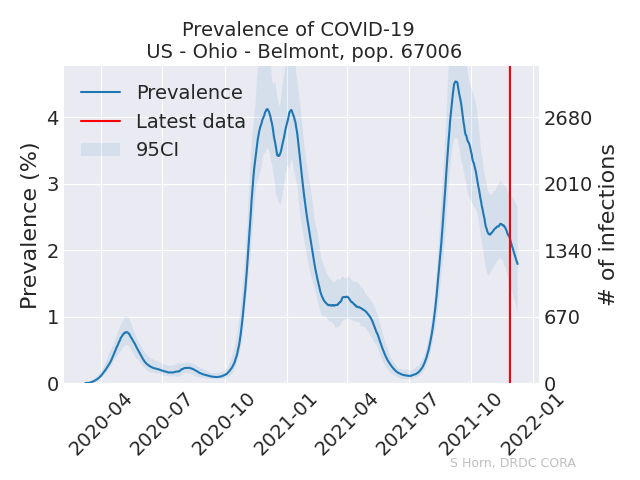 Prevalence of COVID-19
US - Ohio - Belmont, pop. 67006
Prevalence
Latest data
95CI
Prevalence (%)
4
3
2
1
0
# of infections
2680
2010
1340
670
0
2020-04
2020-07
2020-10
2021-01
2021-04
2021-07
2021-10
2022-01
S Horn, DRDC CORA